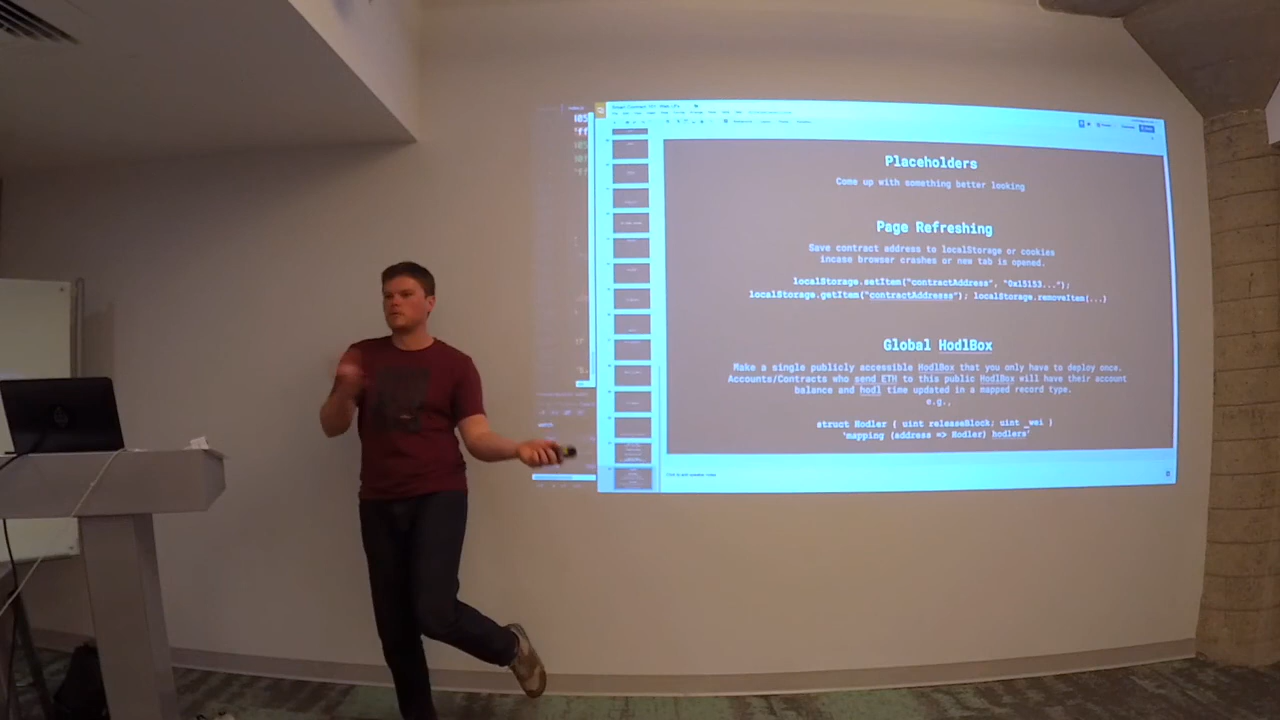 Placeholders
Come up with something better looking
Page Refreshing
Save contract address to localStorage or cookies
incase browser crashes or new tab is opened.
localStorage.setItem("contractAddress", "0x15153...");
localStorage.getItem("contractAddresss"); localStorage.removeItem(...)
Global HodlBox
Make a single publicly accessible HodlBox that you only have to deploy once.
Accounts/Contracts who send ETH to this public HodlBox will have their account
balance and hodl time updated in a mapped record type.
e.g.,
struct Hodler { uint releaseBlock; uint _wei }
'mapping (address => Hodler) hodlers'